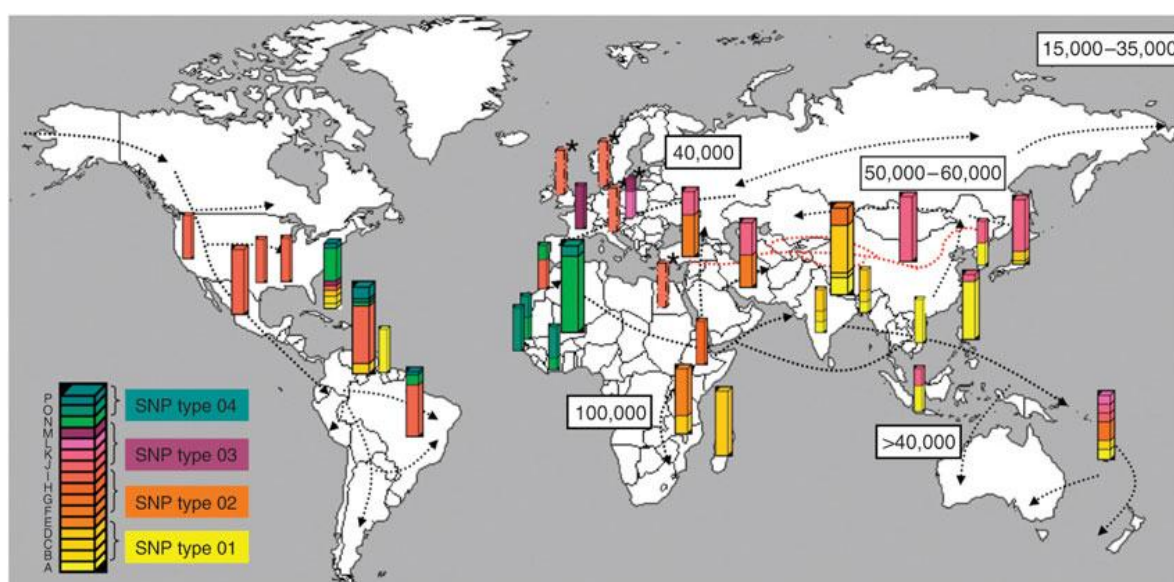 15,000–35,000
40,000
50,000–60,000
100,000
>40,000
P
O
N
M
L
K
J
I
H
G
F
E
D
C
B
A
SNP type 04
SNP type 03
SNP type 02
SNP type 01
*
*
*
*